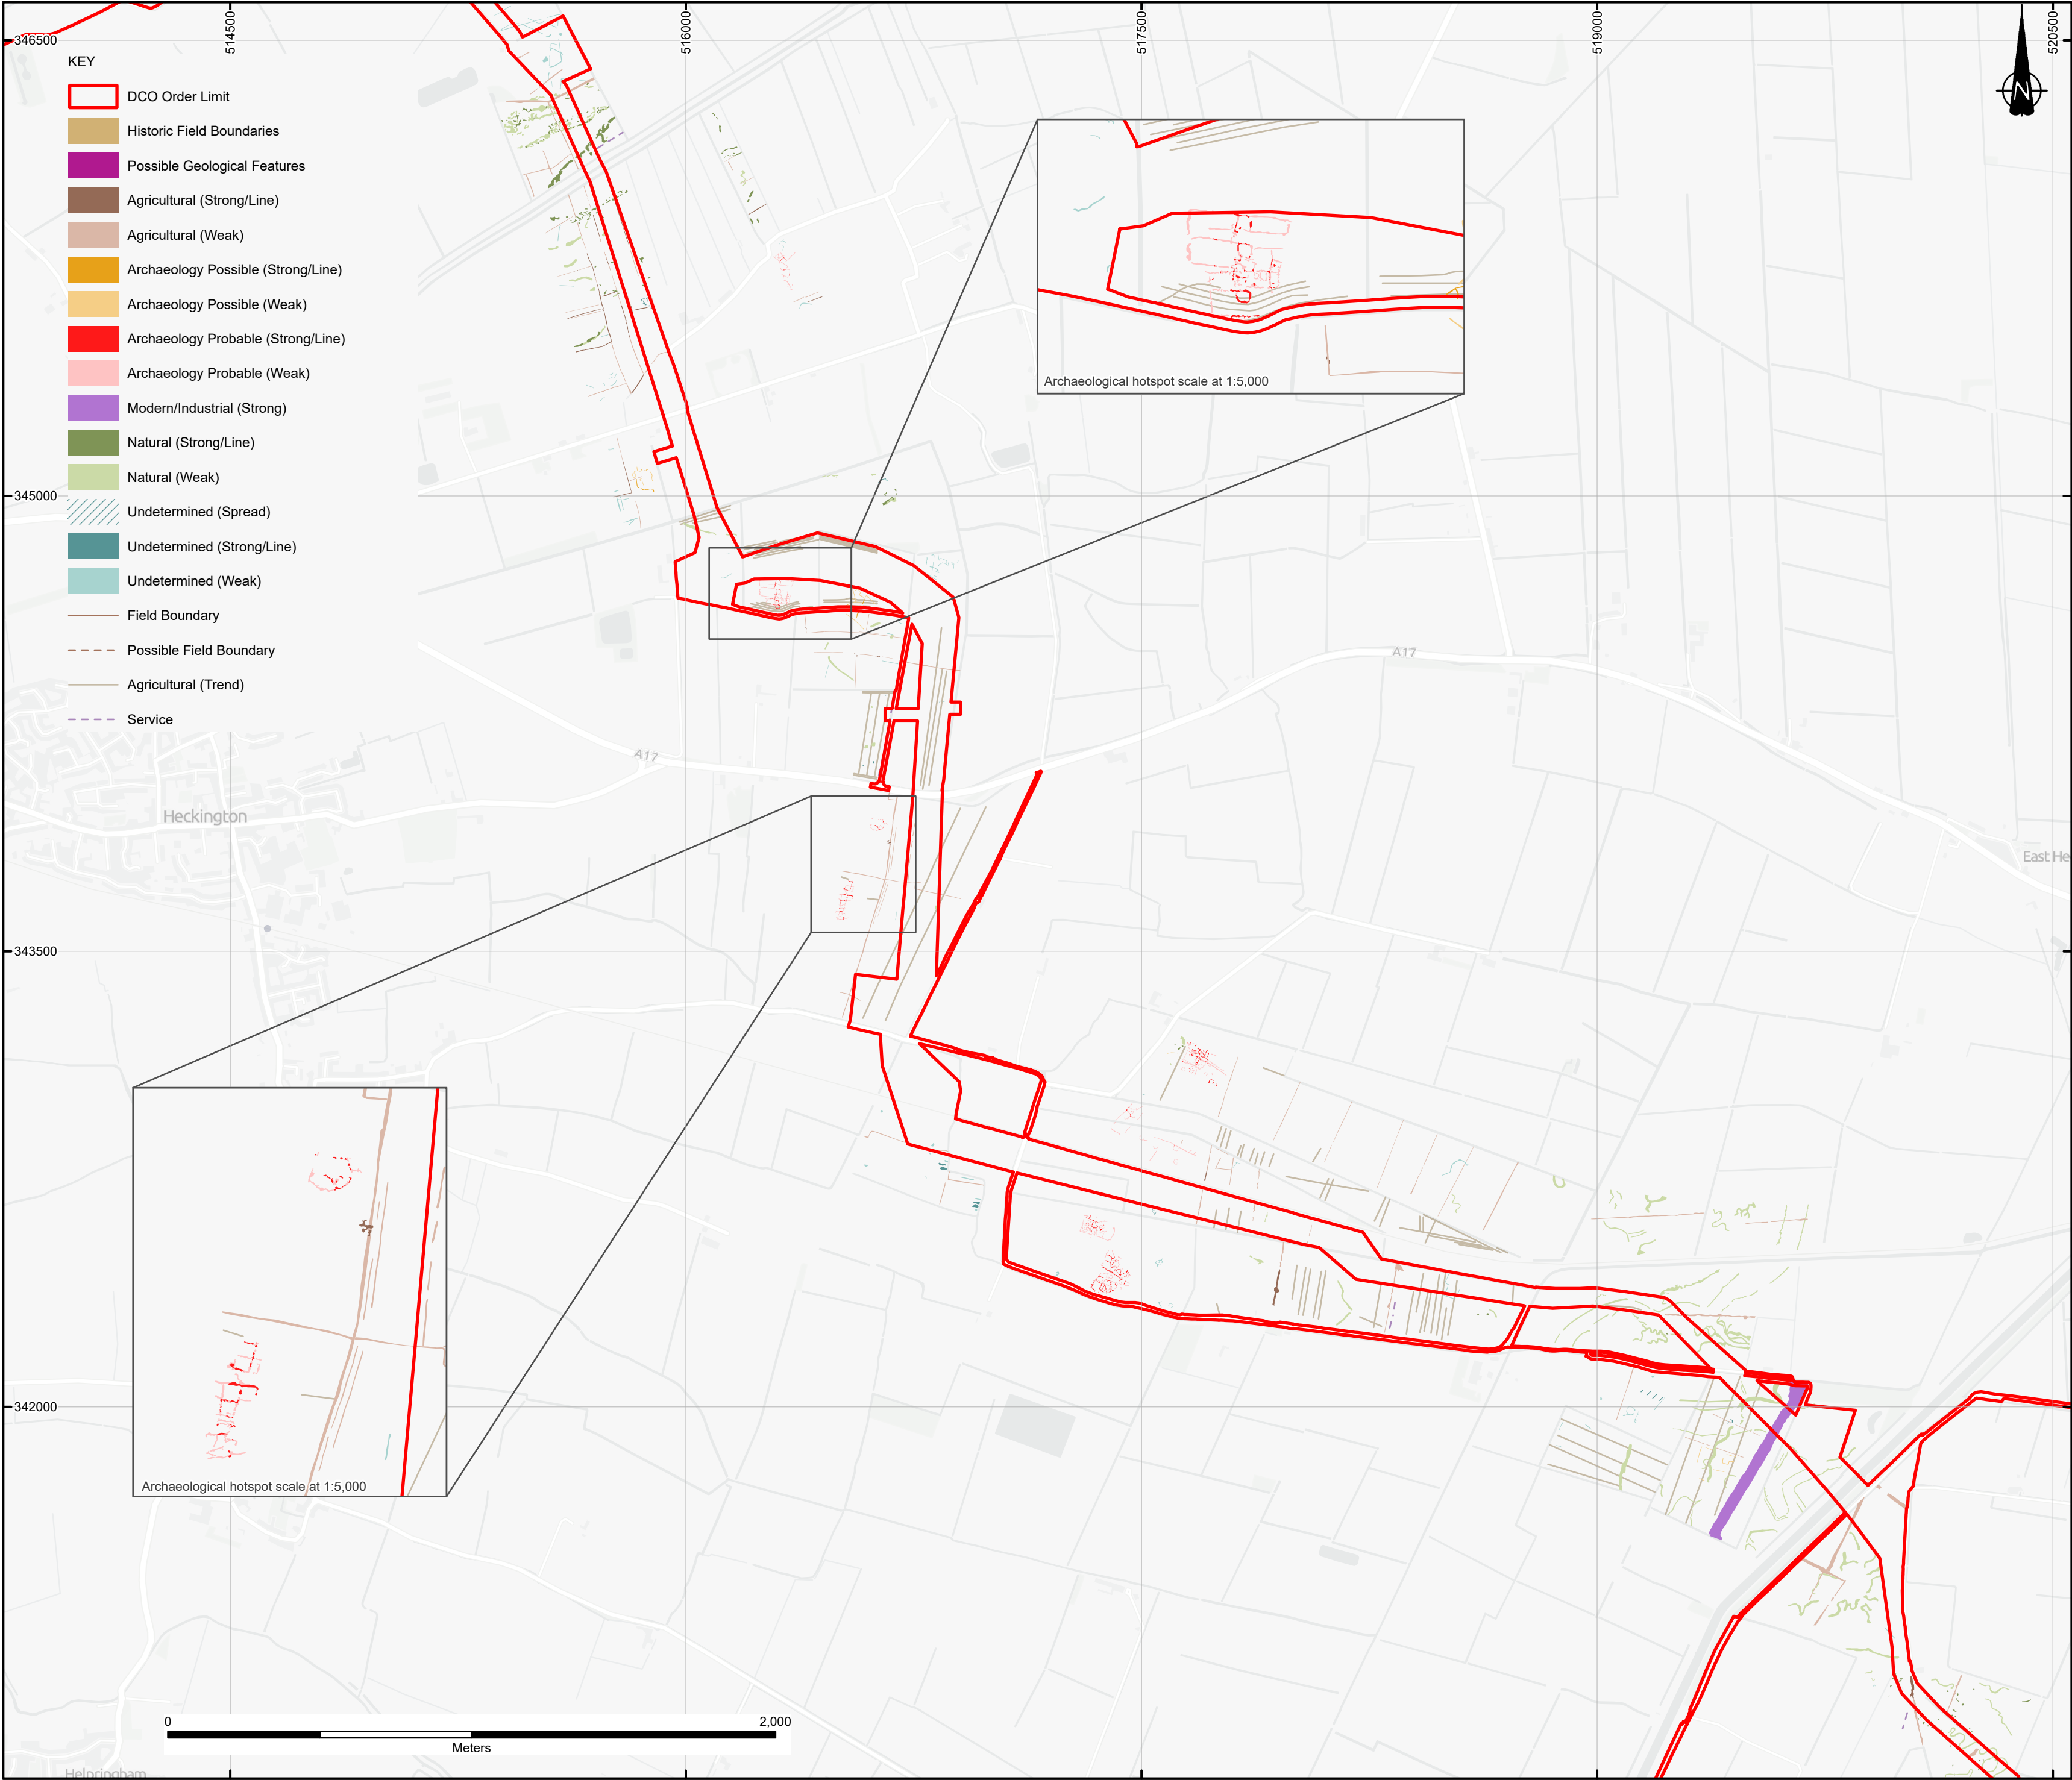 514500
516000
517500
519000
520500
346500
N
KEY
DCO Order Limit
Historic Field Boundaries
Possible Geological Features
Agricultural (Strong/Line)
Agricultural (Weak)
Archaeology Possible (Strong/Line)
Archaeology Possible (Weak)
Archaeology Probable (Strong/Line)
Archaeology Probable (Weak)
Modern/Industrial (Strong)
Natural (Strong/Line)
Natural (Weak)
Undetermined (Spread)
Undetermined (Strong/Line)
Undetermined (Weak)
Field Boundary
Possible Field Boundary
Agricultural (Trend)
Service
Archaeological hotspot scale at 1:5,000
345000
A17
A17
Heckington
East He
343500
342000
Archaeological hotspot scale at 1:5,000
0
2,000
Meters
Helpringham